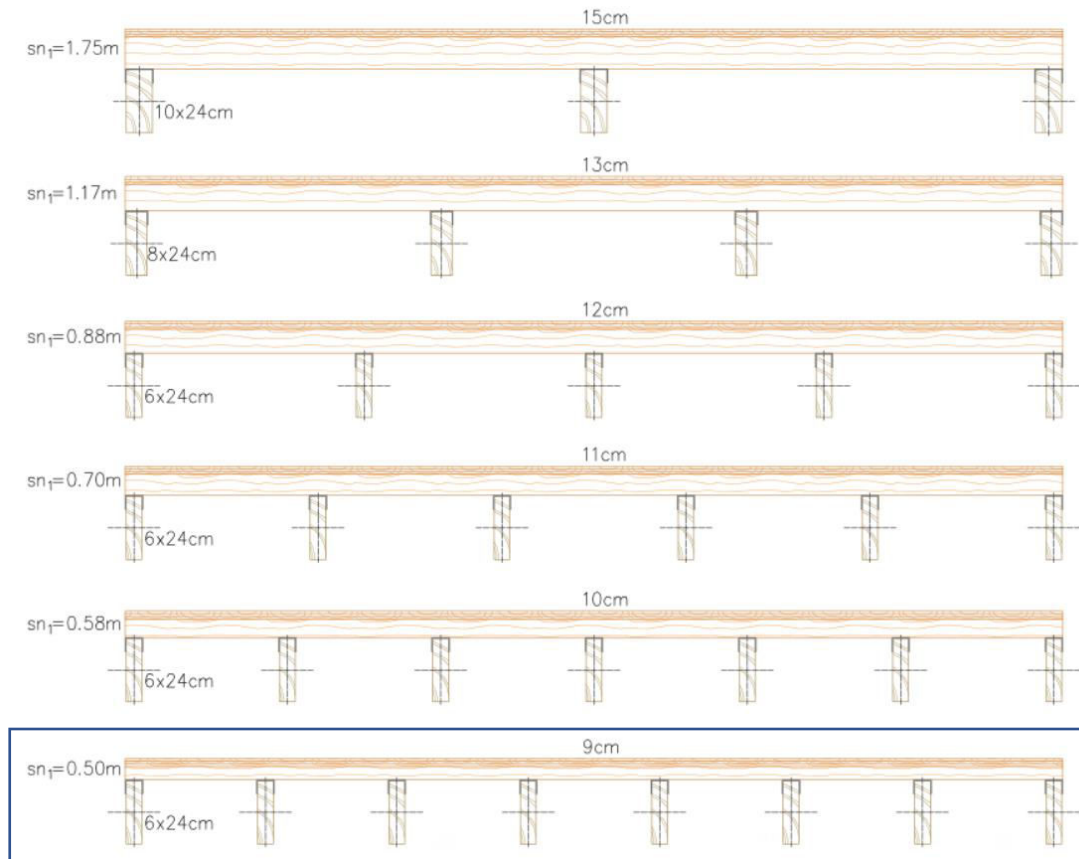 15cm
sn₁=1.75m
10x24cm
13cm
sn₁=1.17m
8x24cm
12cm
sn₁=0.88m
6x24cm
11cm
sn₁=0.70m
6x24cm
10cm
sn₁=0.58m
6x24cm
9cm
sn₁=0.50m
6x24cm